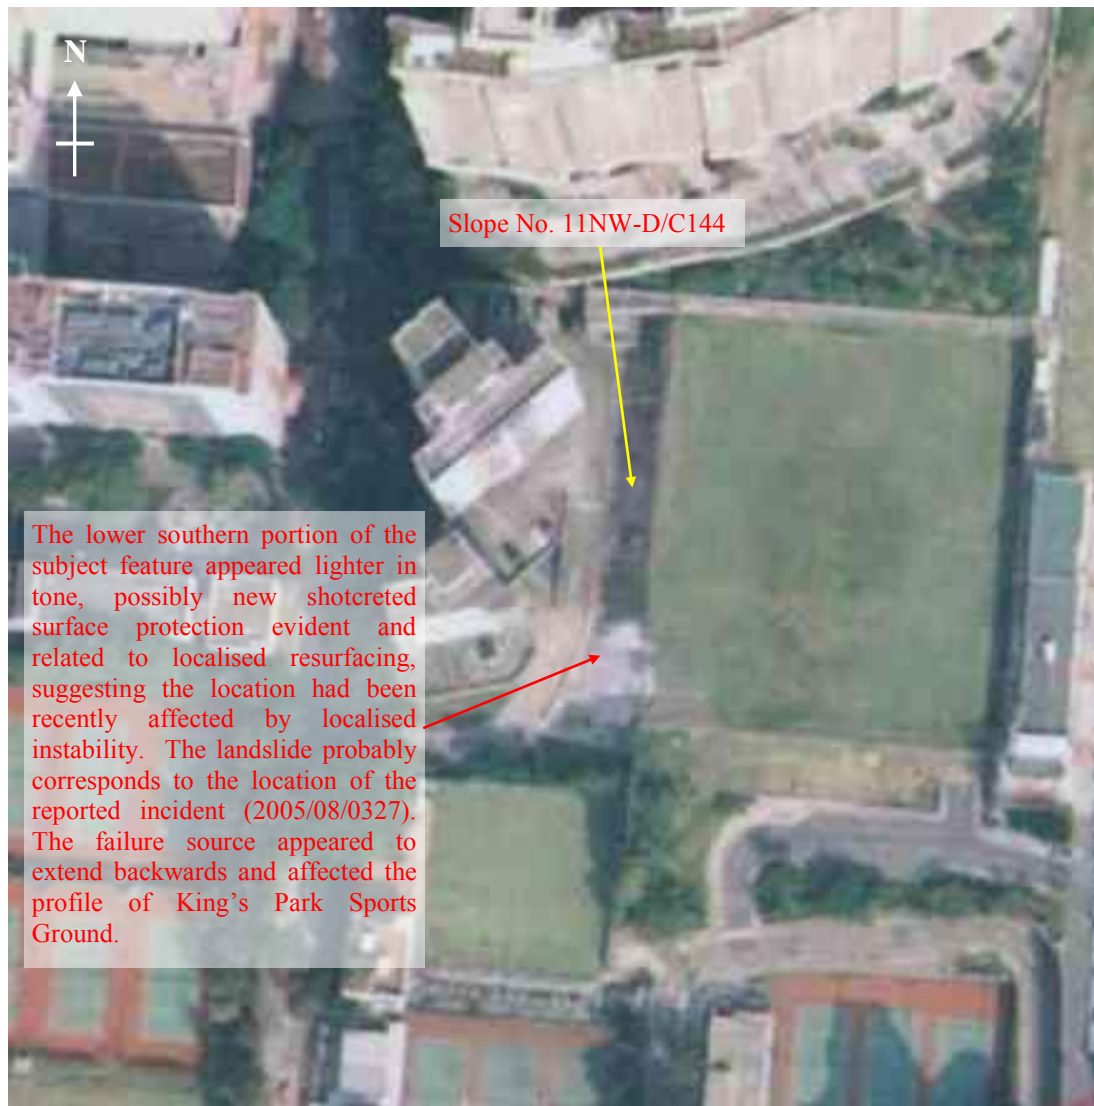 N
Slope No. 11NW-D/C144
The lower southern portion of the
subject feature appeared lighter in
tone, possibly new shotcreted
surface protection evident and
related to localised resurfacing,
suggesting the location had been
recently affected by localised
instability. The landslide probably
corresponds to the location of the
reported incident (2005/08/0327).
The failure source appeared to
extend backwards and affected the
profile of King's Park Sports
Ground.